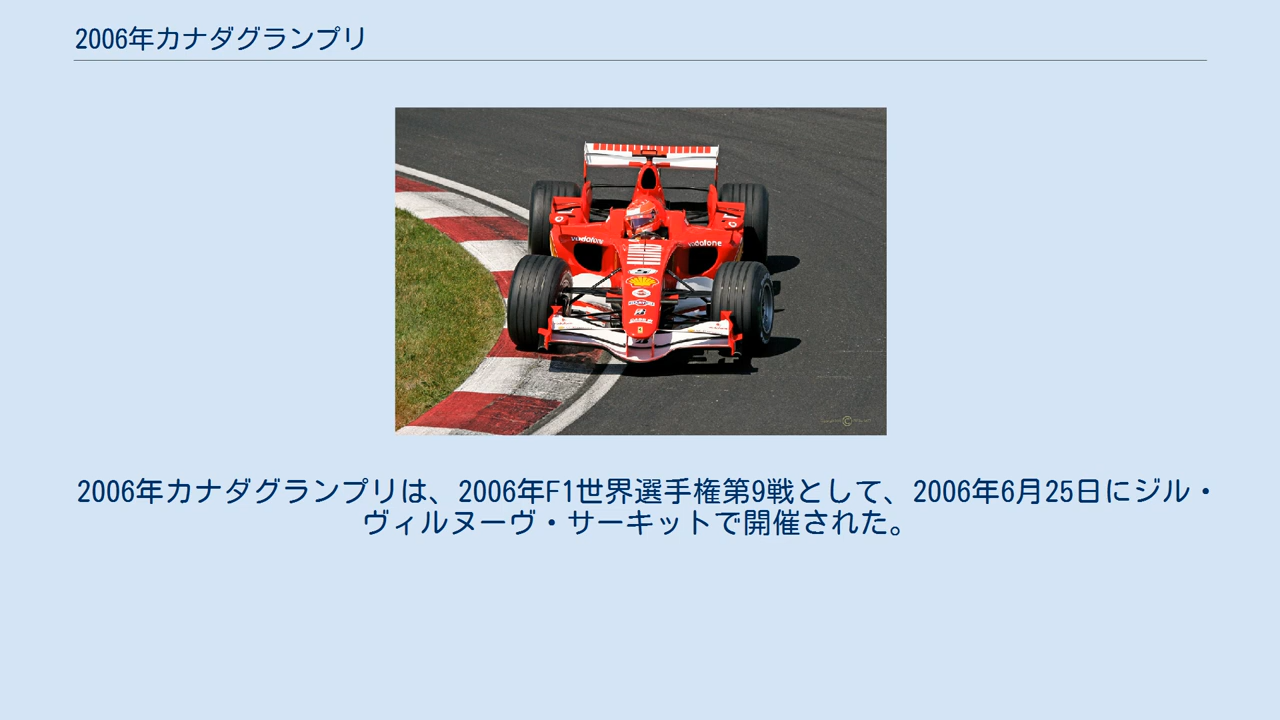 2006年カナダグランプリ
vodafone
vodafone
5
©
2006年カナダグランプリは、2006年F1世界選手権第9戦として、2006年6月25日にジル・
ヴィルヌーヴ・サーキットで開催された。